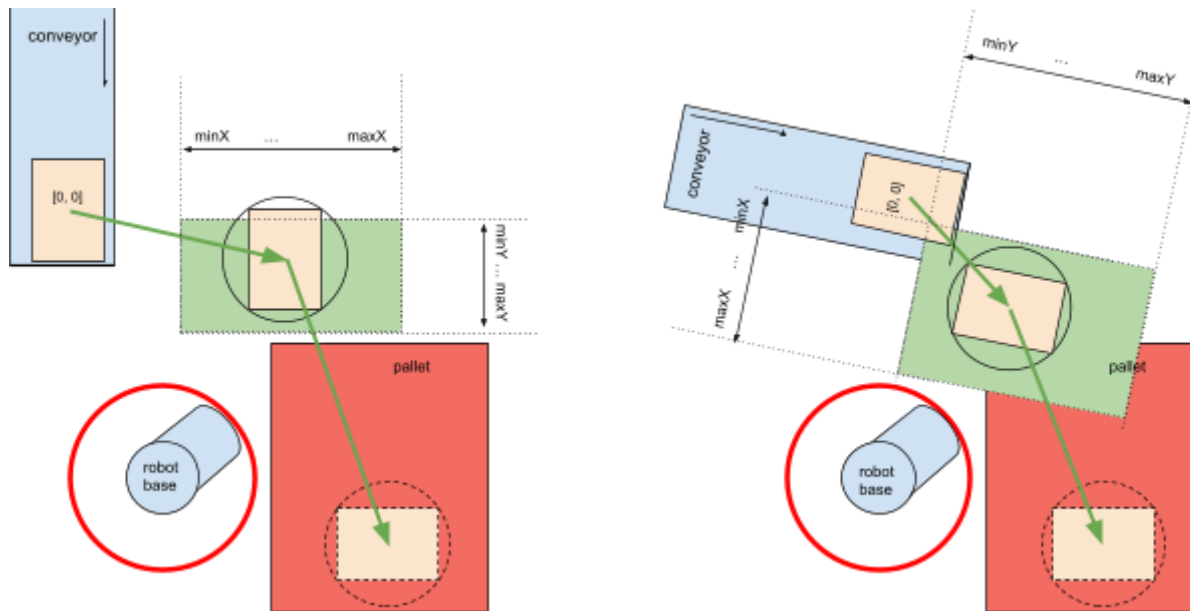 conveyor
minX ... maxX
[0, 0]
minY ... maxY
pallet
robot
base
minY ... maxY
conveyor
[0, 0]
minX ... maxX
pallet
robot
base